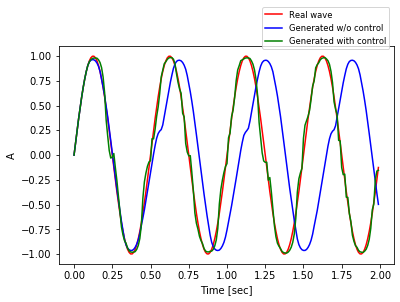 Real wave
Generated w/o control
Generated with control
1.00
0.75
0.50
0.25
0.00
−0.25
−0.50
−0.75
−1.00
A
0.00 0.25 0.50 0.75 1.00 1.25 1.50 1.75 2.00
Time [sec]